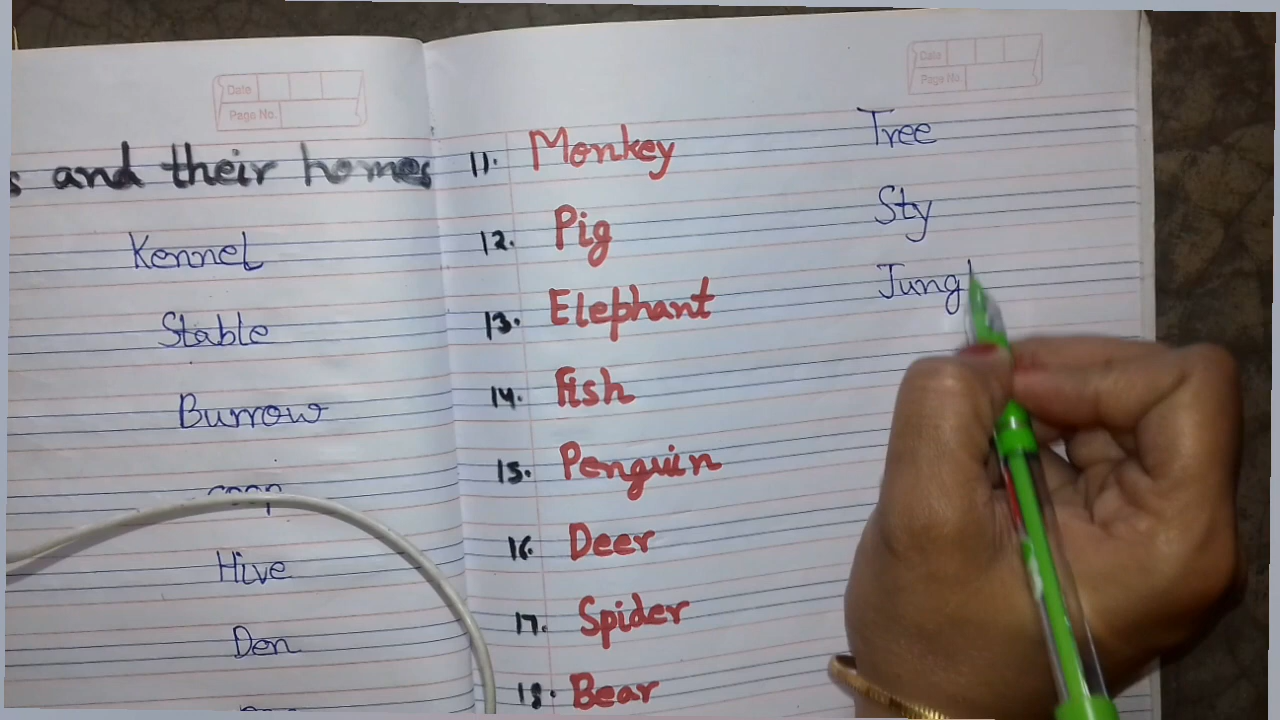 Date
Page No.
s and their homes
Kennel
Stable
Burrow
coop
Hive
Den
Date
Page No.
11. Monkey Tree
12. Pig Sty
13. Elephant Jungl
14. Fish
15. Penguin
16. Deer
17. Spider
18. Bear